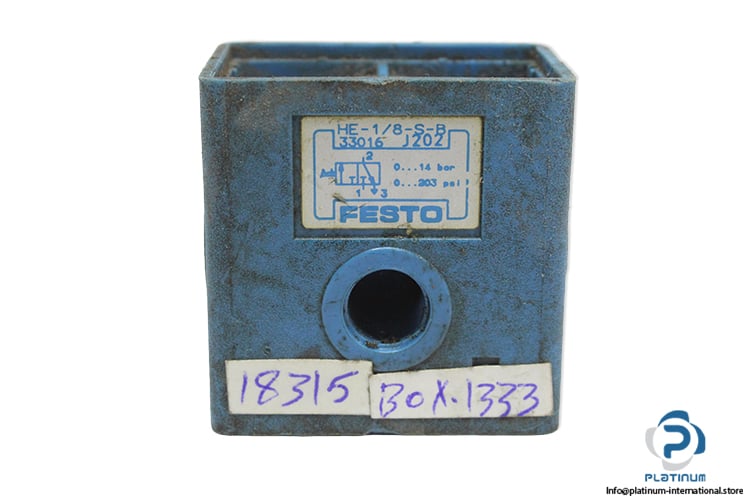 HE-1/8-S-B
33016 J202
2
0...14 bar
0...203 psi
1 3
FESTO
18315
BOX.1333
PLATINUM
Info@platinum-international.store